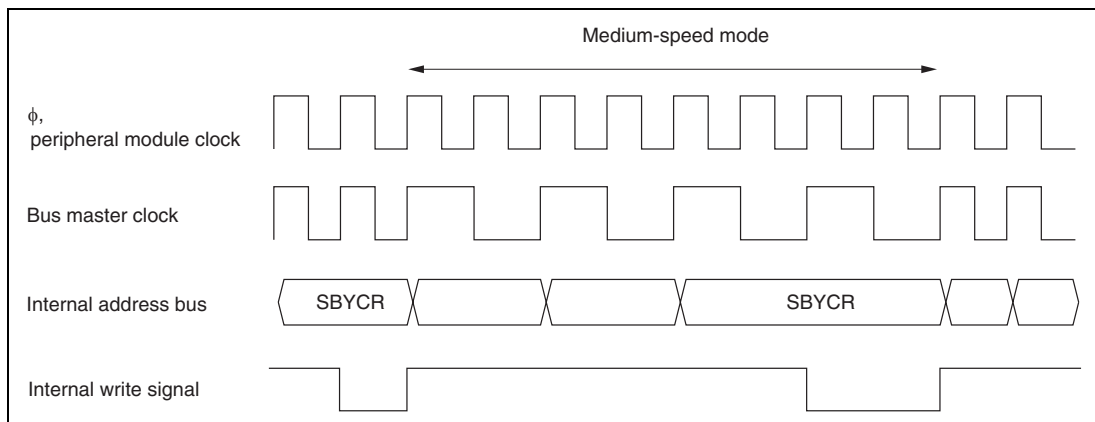 Medium-speed mode
ϕ,
peripheral module clock
Bus master clock
Internal address bus
SBYCR
SBYCR
Internal write signal